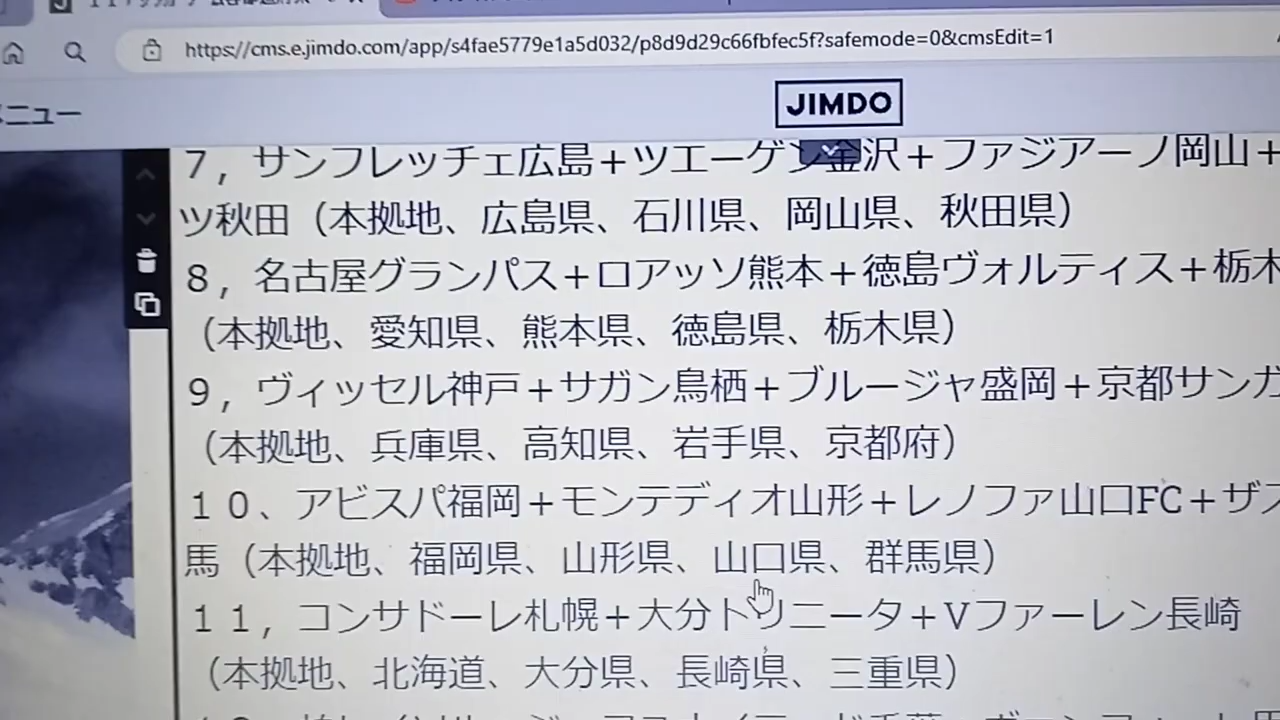 https://cms.e.jimdo.com/app/s4fae5779e1a5d032/p8d9d29c66fbfec5f?safemode=0&cmsEdit=1
ニュー
JIMDO
7，サンフレッチェ広島＋ツエーゲン金沢＋ファジアーノ岡山＋
ツ秋田（本拠地、広島県、石川県、岡山県、秋田県）
8，名古屋グランパス＋ロアッソ熊本＋徳島ヴォルティス＋栃木
（本拠地、愛知県、熊本県、徳島県、栃木県）
9，ヴィッセル神戸＋サガン鳥栖＋ブルージャ盛岡＋京都サンガ
（本拠地、兵庫県、高知県、岩手県、京都府）
１０、アビスパ福岡＋モンテディオ山形＋レノファ山口FC＋ザス
馬（本拠地、福岡県、山形県、山口県、群馬県）
１１，コンサドーレ札幌＋大分トリニータ＋Vファーレン長崎
（本拠地、北海道、大分県、長崎県、三重県）